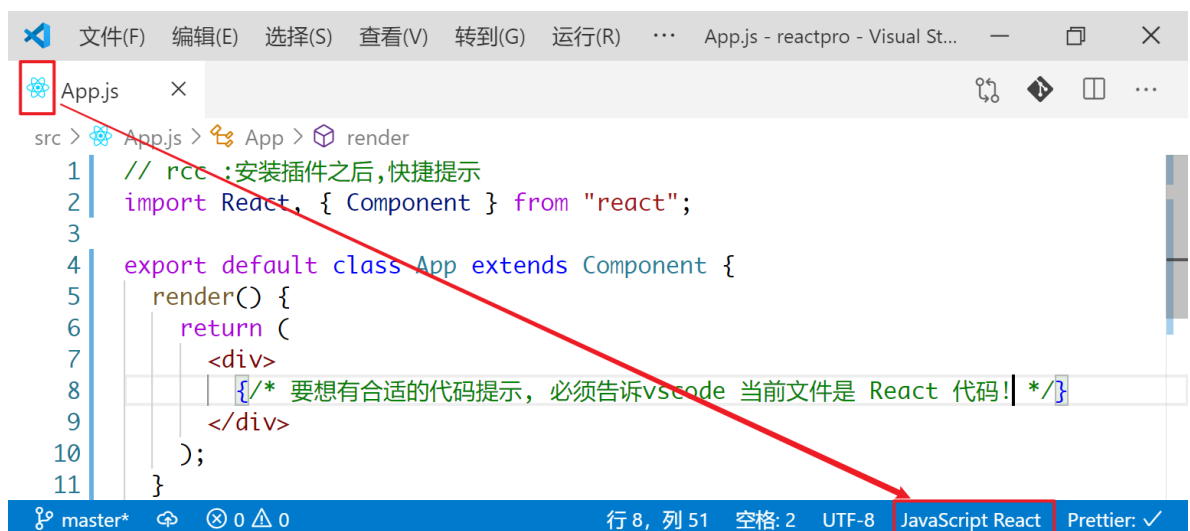 文件(F) 编辑(E) 选择(S) 查看(V) 转到(G) 运行(R) ··· App.js - reactpro - Visual St...
App.js
src > App.js > App > render
1 // rcc :安装插件之后,快捷提示
2 import React, { Component } from "react";
3
4 export default class App extends Component {
5 render() {
6 return (
7 <div>
8 {/* 要想有合适的代码提示, 必须告诉vscode 当前文件是 React 代码! */}
9 </div>
10 );
11 }
master* 0 0 行 8, 列 51 空格: 2 UTF-8 JavaScript React Prettier: ✓